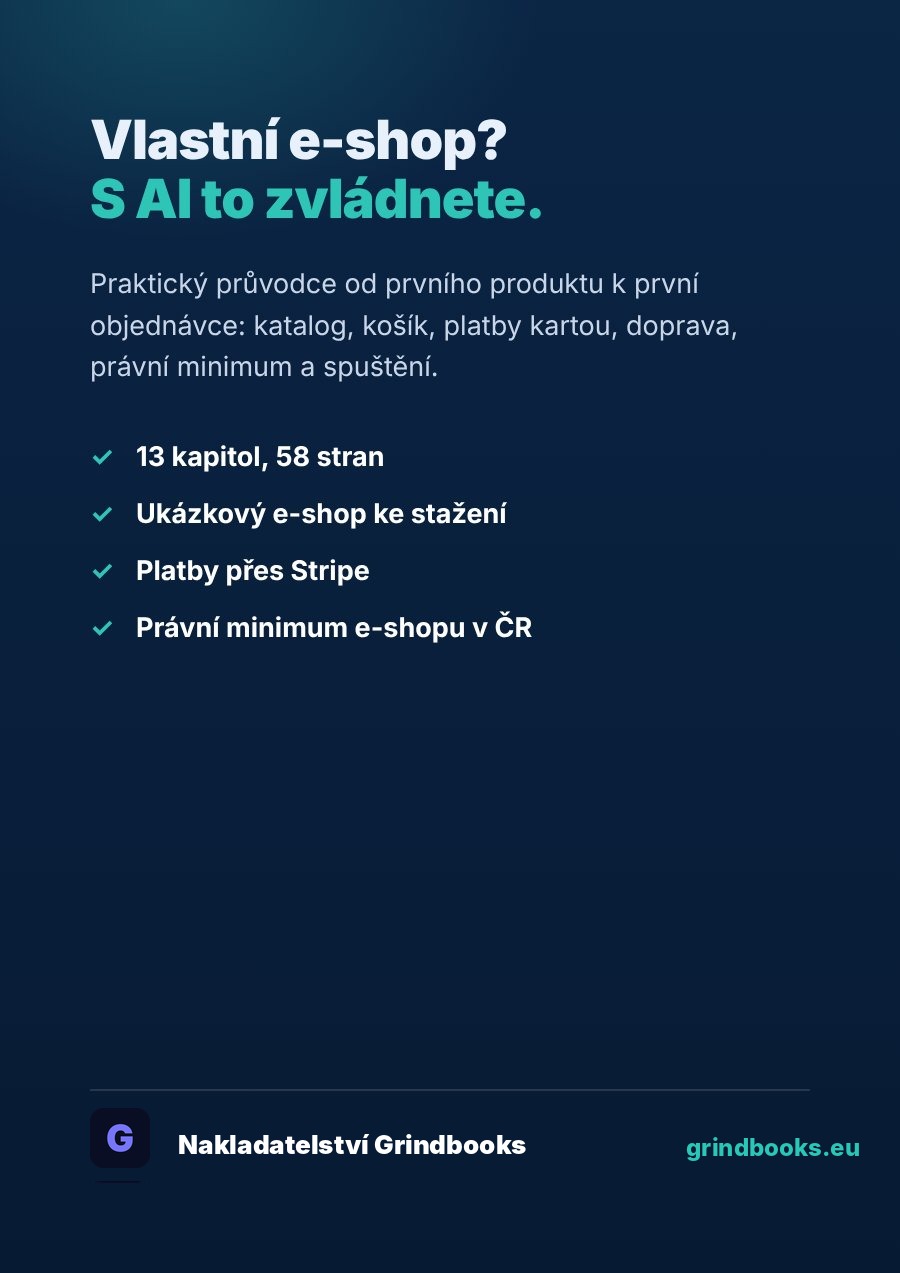 Vlastní e-shop?
S AI to zvládnete.
Praktický průvodce od prvního produktu k první
objednávce: katalog, košík, platby kartou, doprava,
právní minimum a spuštění.
✓ 13 kapitol, 58 stran
✓ Ukázkový e-shop ke stažení
✓ Platby přes Stripe
✓ Právní minimum e-shopu v ČR
G Nakladatelství Grindbooks grindbooks.eu